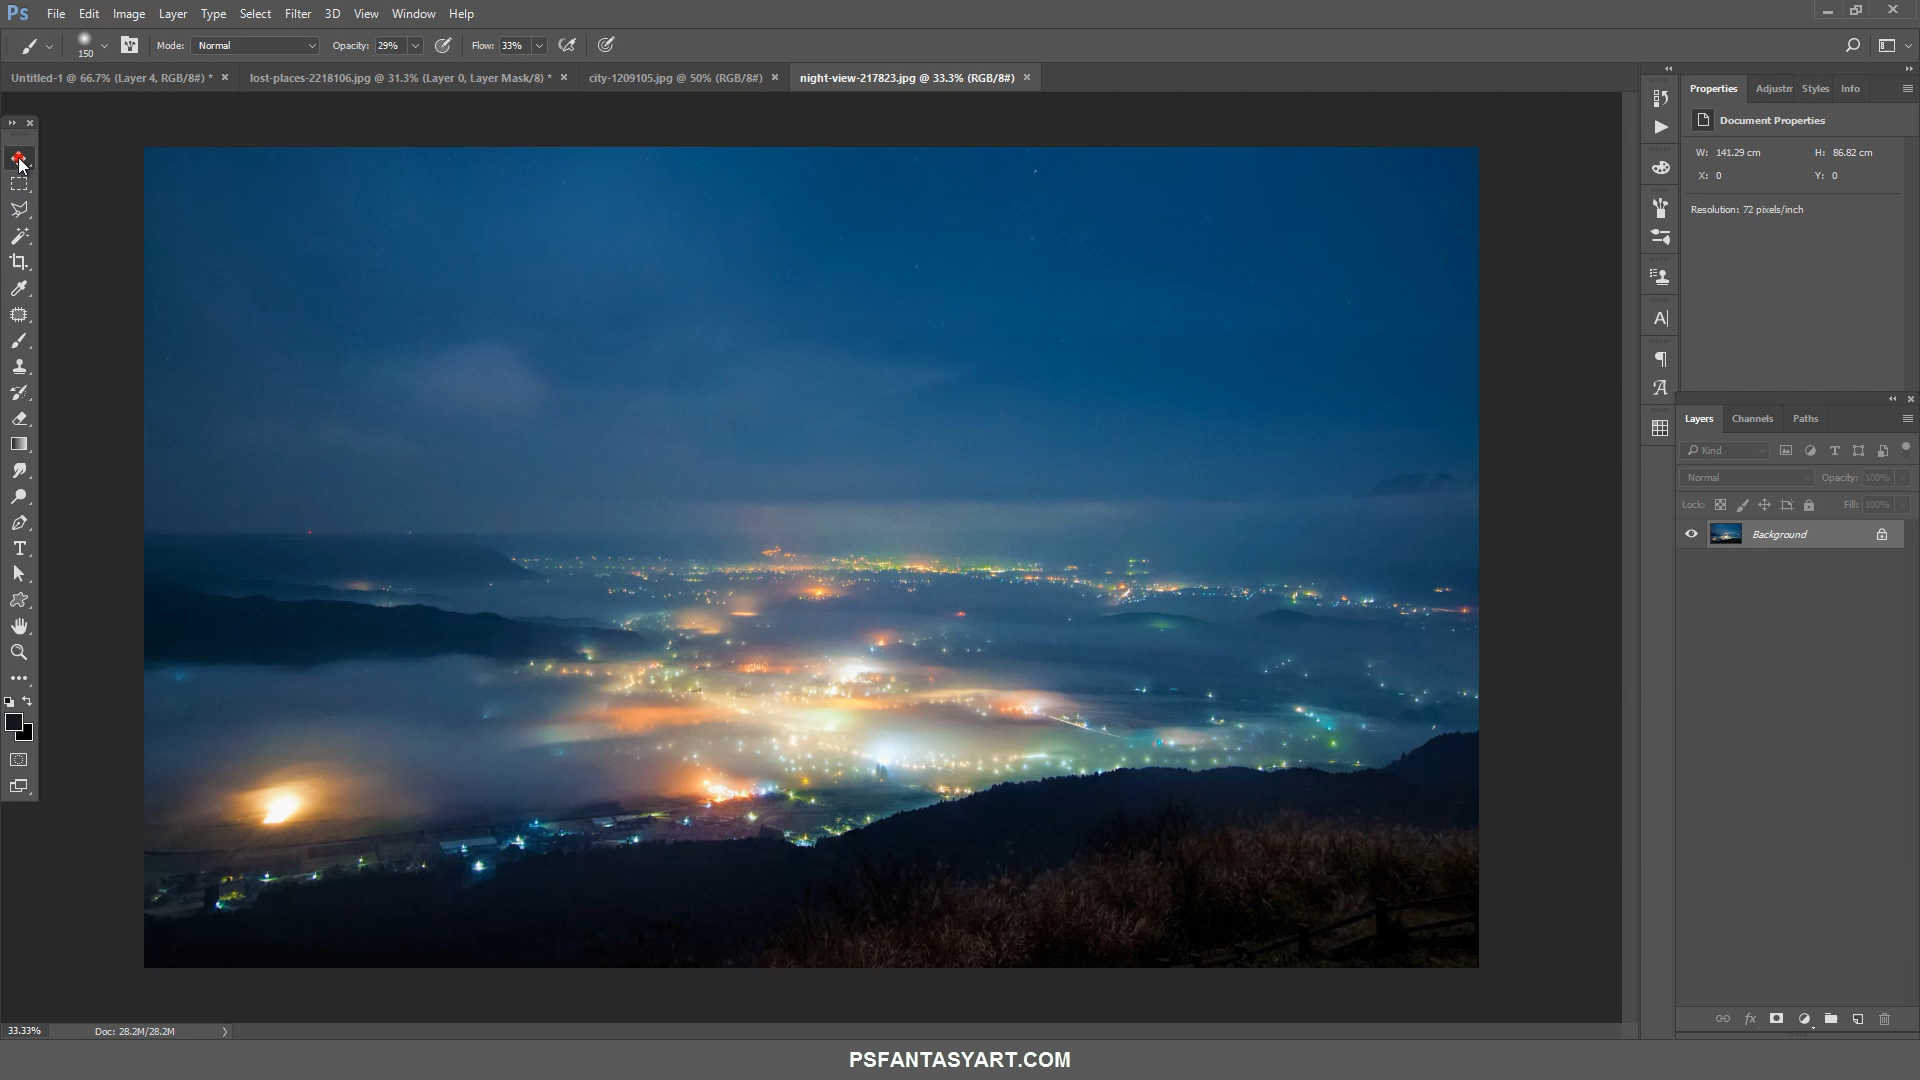 Ps File Edit Image Layer Type Select Filter 3D View Window Help
150 Mode: Normal Opacity: 29% Flow: 33%
Untitled-1 @ 66.7% (Layer 4, RGB/8#) * lost-places-2218106.jpg @ 31.3% (Layer 0, Layer Mask/8) * city-1209105.jpg @ 50% (RGB/8#) night-view-217823.jpg @ 33.3% (RGB/8#)
Properties Adjustm Styles Info
Document Properties
W: 141.29 cm H: 86.82 cm
X: 0 Y: 0
Resolution: 72 pixels/inch
Layers Channels Paths
Kind
Normal Opacity: 100%
Lock: Fill: 100%
Background
33.33% Doc: 28.2M/28.2M
PSFANTASYART.COM